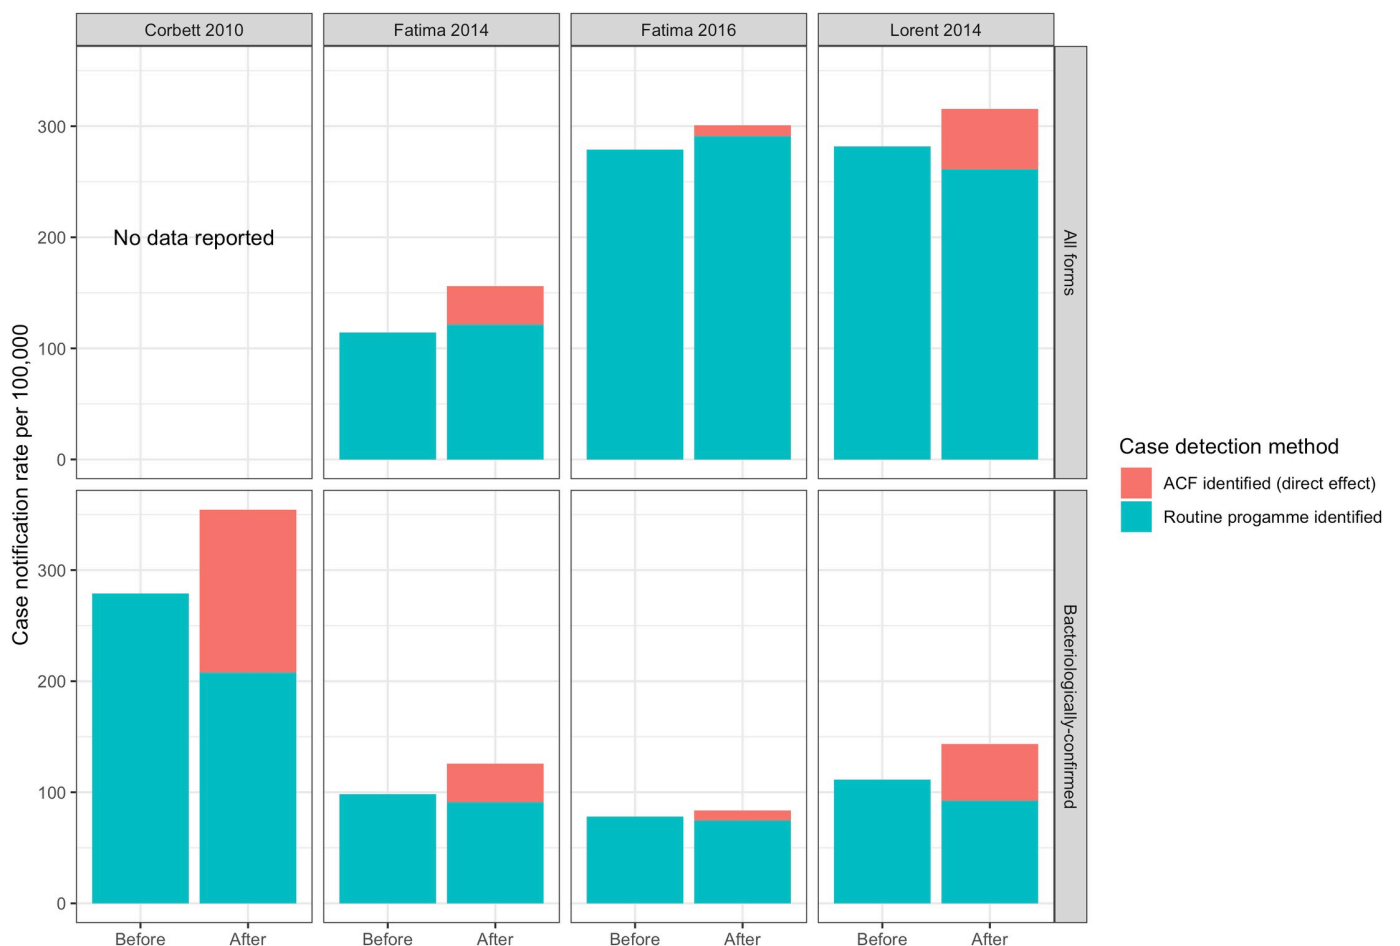 Corbett 2010
Fatima 2014
Fatima 2016
Lorent 2014
Case notification rate per 100,000
300
200
100
0
No data reported
All forms
300
200
100
0
Bacteriologically-confirmed
Before
After
Before
After
Before
After
Before
After
Case detection method
ACF identified (direct effect)
Routine progamme identified